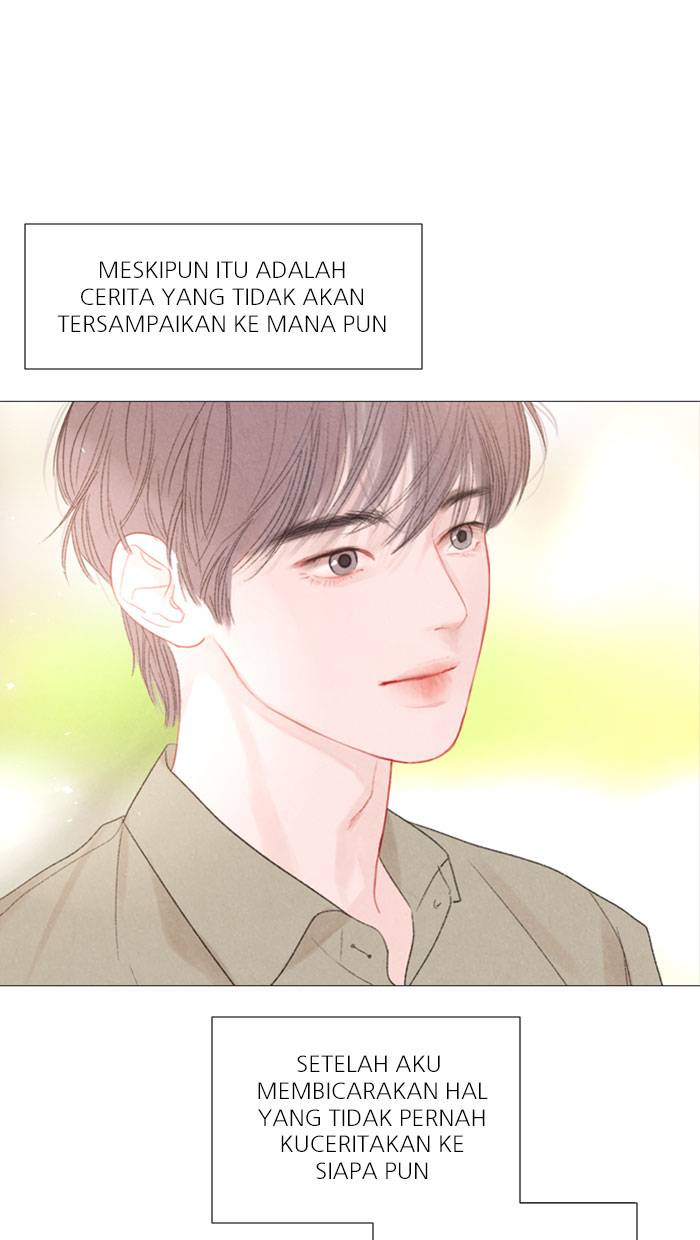 MESKIPUN ITU ADALAH
CERITA YANG TIDAK AKAN
TERSAMPAIKAN KE MANA PUN
SETELAH AKU
MEMBICARAKAN HAL
YANG TIDAK PERNAH
KUCERITAKAN KE
SIAPA PUN